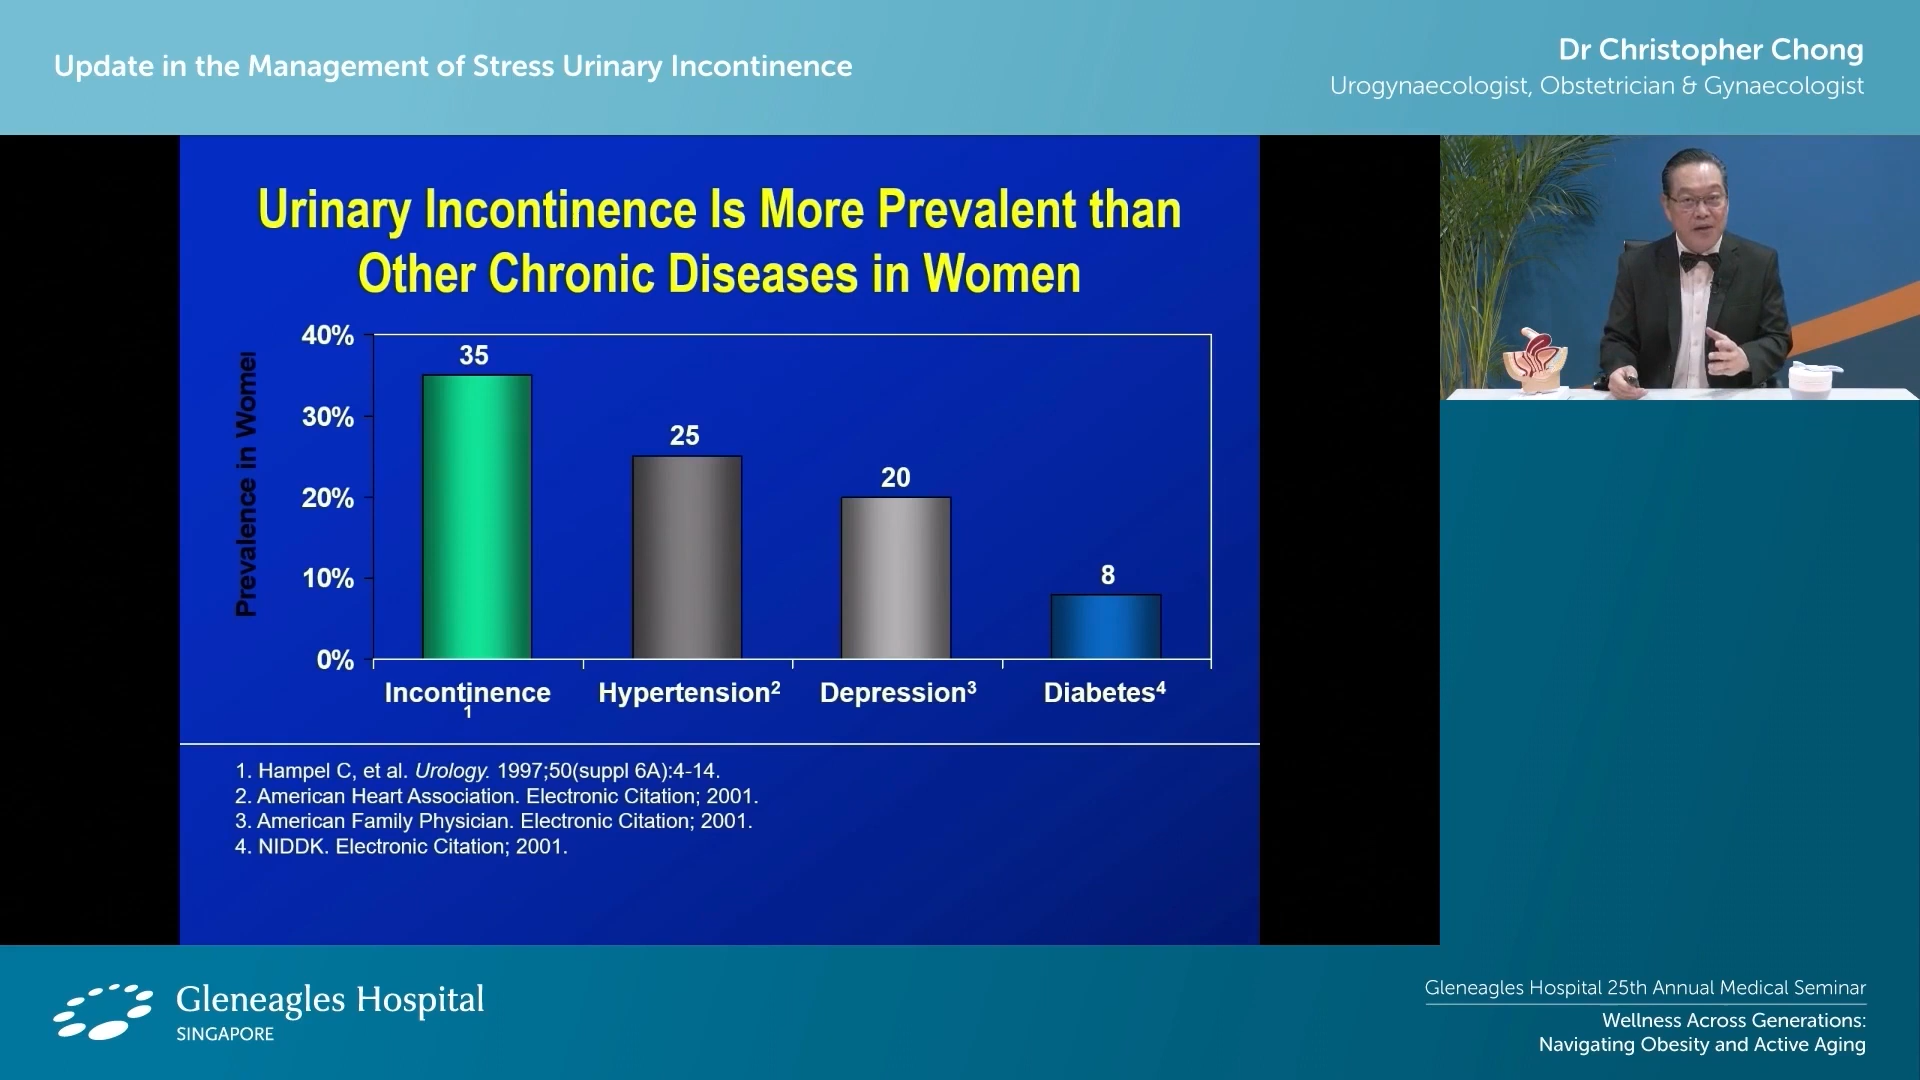 Update in the Management of Stress Urinary Incontinence
Dr Christopher Chong
Urogynaecologist, Obstetrician & Gynaecologist
Urinary Incontinence Is More Prevalent than
Other Chronic Diseases in Women
Prevalence in Women
40%
30%
20%
10%
0%
35
25
20
8
Incontinence
1
Hypertension²
Depression³
Diabetes⁴
1. Hampel C, et al. Urology. 1997;50(suppl 6A):4-14.
2. American Heart Association. Electronic Citation; 2001.
3. American Family Physician. Electronic Citation; 2001.
4. NIDDK. Electronic Citation; 2001.
Gleneagles Hospital
SINGAPORE
Gleneagles Hospital 25th Annual Medical Seminar
Wellness Across Generations:
Navigating Obesity and Active Aging